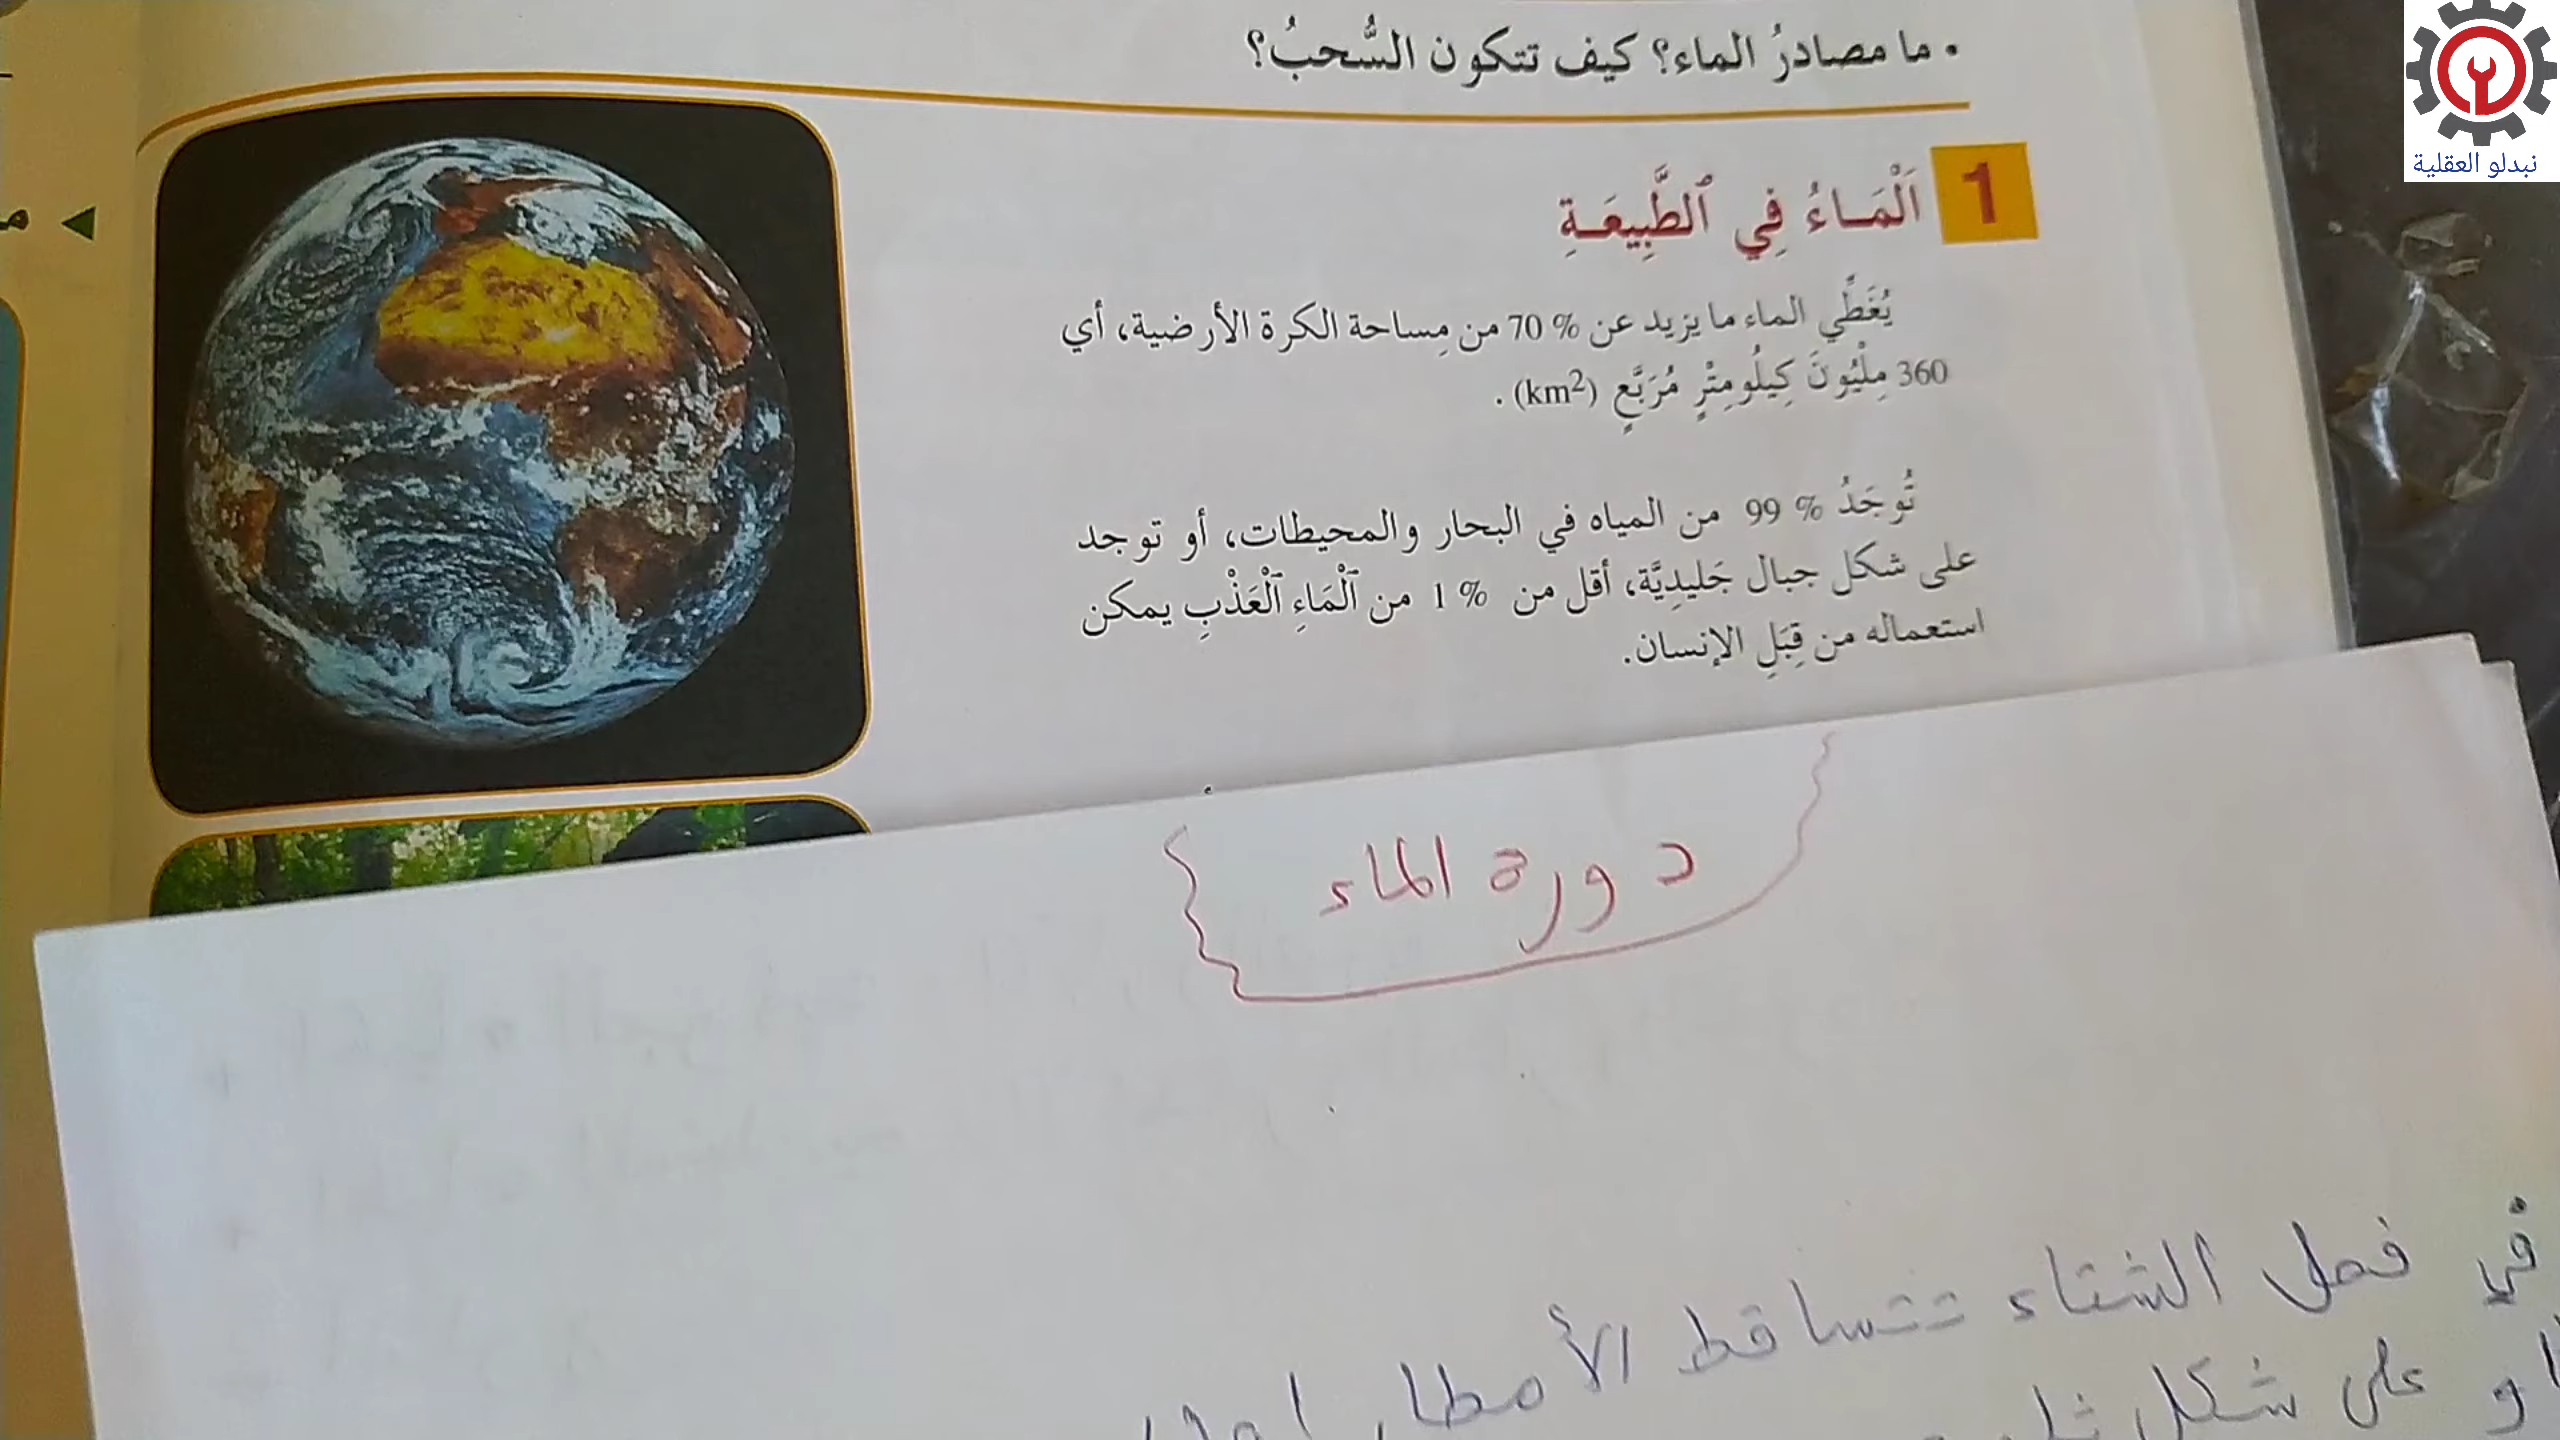 • ما مصادرُ الماء؟ كيف تتكون السُّحبُ؟
نبدلو العقلية
1 اَلْمَـاءُ فِي ٱلطَّبِيعَـةِ
يُغَطِّي الماء ما يزيد عن % 70 من مِساحة الكرة الأرضية، أي
360 مِلْيُونَ كِيلُومِتْرٍ مُرَبَّعٍ (km²) .
تُوجَدُ % 99 من المياه في البحار والمحيطات، أو توجد
على شكل جبال جَليدِيَّة، أقل من % 1 من ٱلْمَاءِ ٱلْعَذْبِ يمكن
استعماله من قِبَلِ الإنسان.
دورة الماء
في فصل الشتاء تتساقط الأمطار
او على شكل